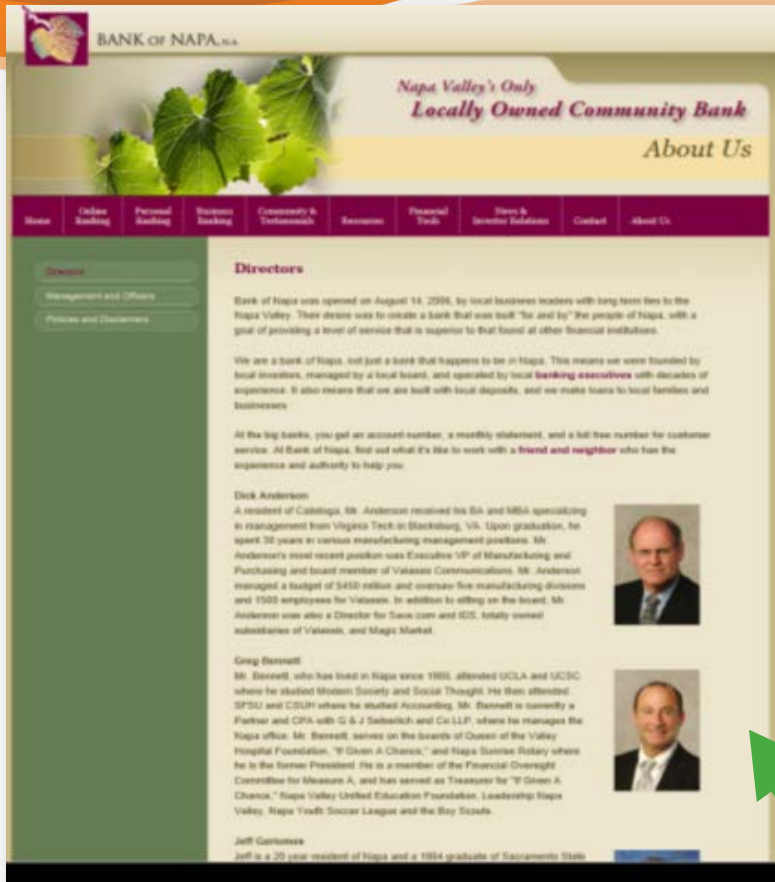 BANK OF NAPA, N.A.
Napa Valley's Only
Locally Owned Community Bank
About Us
Home
Online Banking
Personal Banking
Business Banking
Community & Testimonials
Resources
Financial Tools
News & Investor Relations
Contact
About Us
Directors
Management and Officers
Policies and Disclaimers
Directors
Bank of Napa was opened on August 14, 2006, by local business leaders with long term ties to the
Napa Valley. Their desire was to create a bank that was built "for and by" the people of Napa, with a
goal of providing a level of service that is superior to that found at other financial institutions.
We are a bank of Napa, not just a bank that happens to be in Napa. This means we were founded by
local investors, managed by a local board, and operated by local banking executives with decades of
experience. It also means that we are built with local deposits, and we make loans to local families and
businesses.
At the big banks, you get an account number, a monthly statement, and a toll free number for customer
service. At Bank of Napa, find out what it's like to work with a friend and neighbor who has the
experience and authority to help you.
Dick Anderson
A resident of Calistoga, Mr. Anderson received his BA and MBA specializing
in management from Virginia Tech in Blacksburg, VA. Upon graduation, he
spent 30 years in various manufacturing management positions. Mr.
Anderson's most recent position was Executive VP of Manufacturing and
Purchasing and board member of Valassis Communications. Mr. Anderson
managed a budget of $450 million and oversaw five manufacturing divisions
and 1500 employees for Valassis. In addition to sitting on the board, Mr.
Anderson was also a Director for Save.com and IDS, totally owned
subsidiaries of Valassis, and Magic Market.
Greg Bennett
Mr. Bennett, who has lived in Napa since, attended UCLA and UCSC
where he studied Modern Society and Social Thought. He then attended
SFSU and CSUH where he studied Accounting. Mr. Bennett is currently a
Partner and CPA with G & J Seiberlich and Co LLP, where he manages the
Napa office. Mr. Bennett, serves on the boards of Queen of the Valley
Hospital Foundation, "If Given A Chance," and Napa Sunrise Rotary where
he is the former President. He is a member of the Financial Oversight
Committee for Measure A, and has served as Treasurer for "If Given A
Chance," Napa Valley Unified Education Foundation, Leadership Napa
Valley, Napa Youth Soccer League and the Boy Scouts.
Jeff
Jeff is a 20 year resident of Napa and a 1984 graduate of Sacramento State